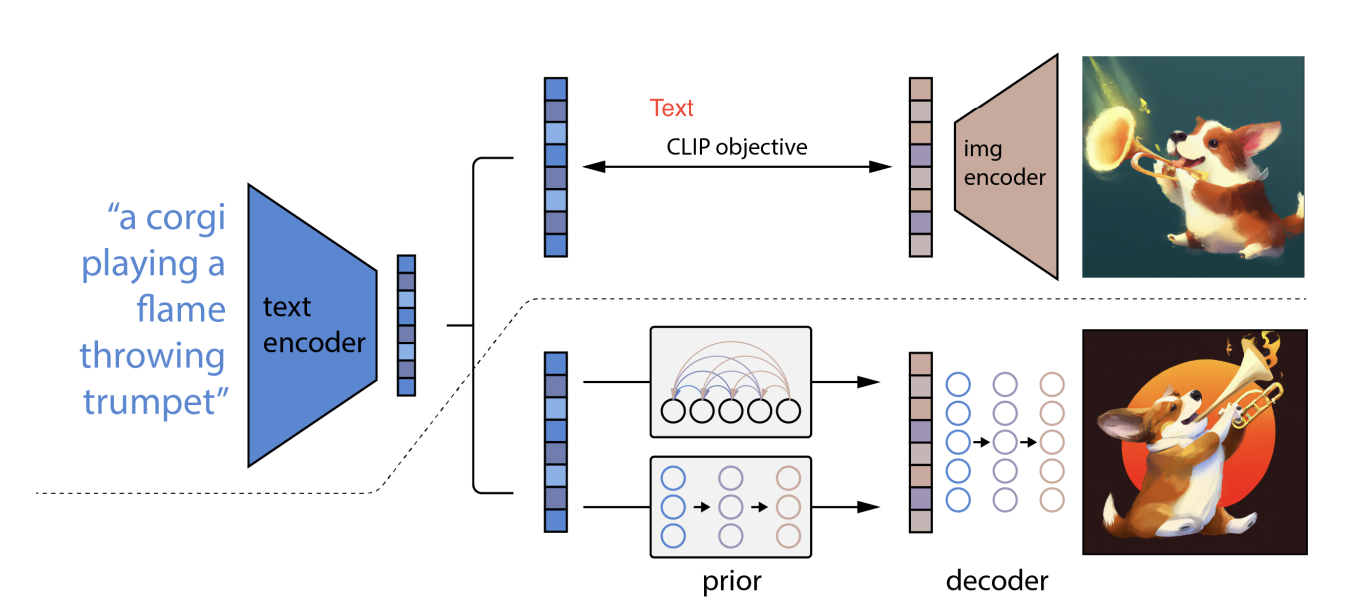 “a corgi
playing a
flame
throwing
trumpet”
text
encoder
Text
CLIP objective
img
encoder
prior
decoder